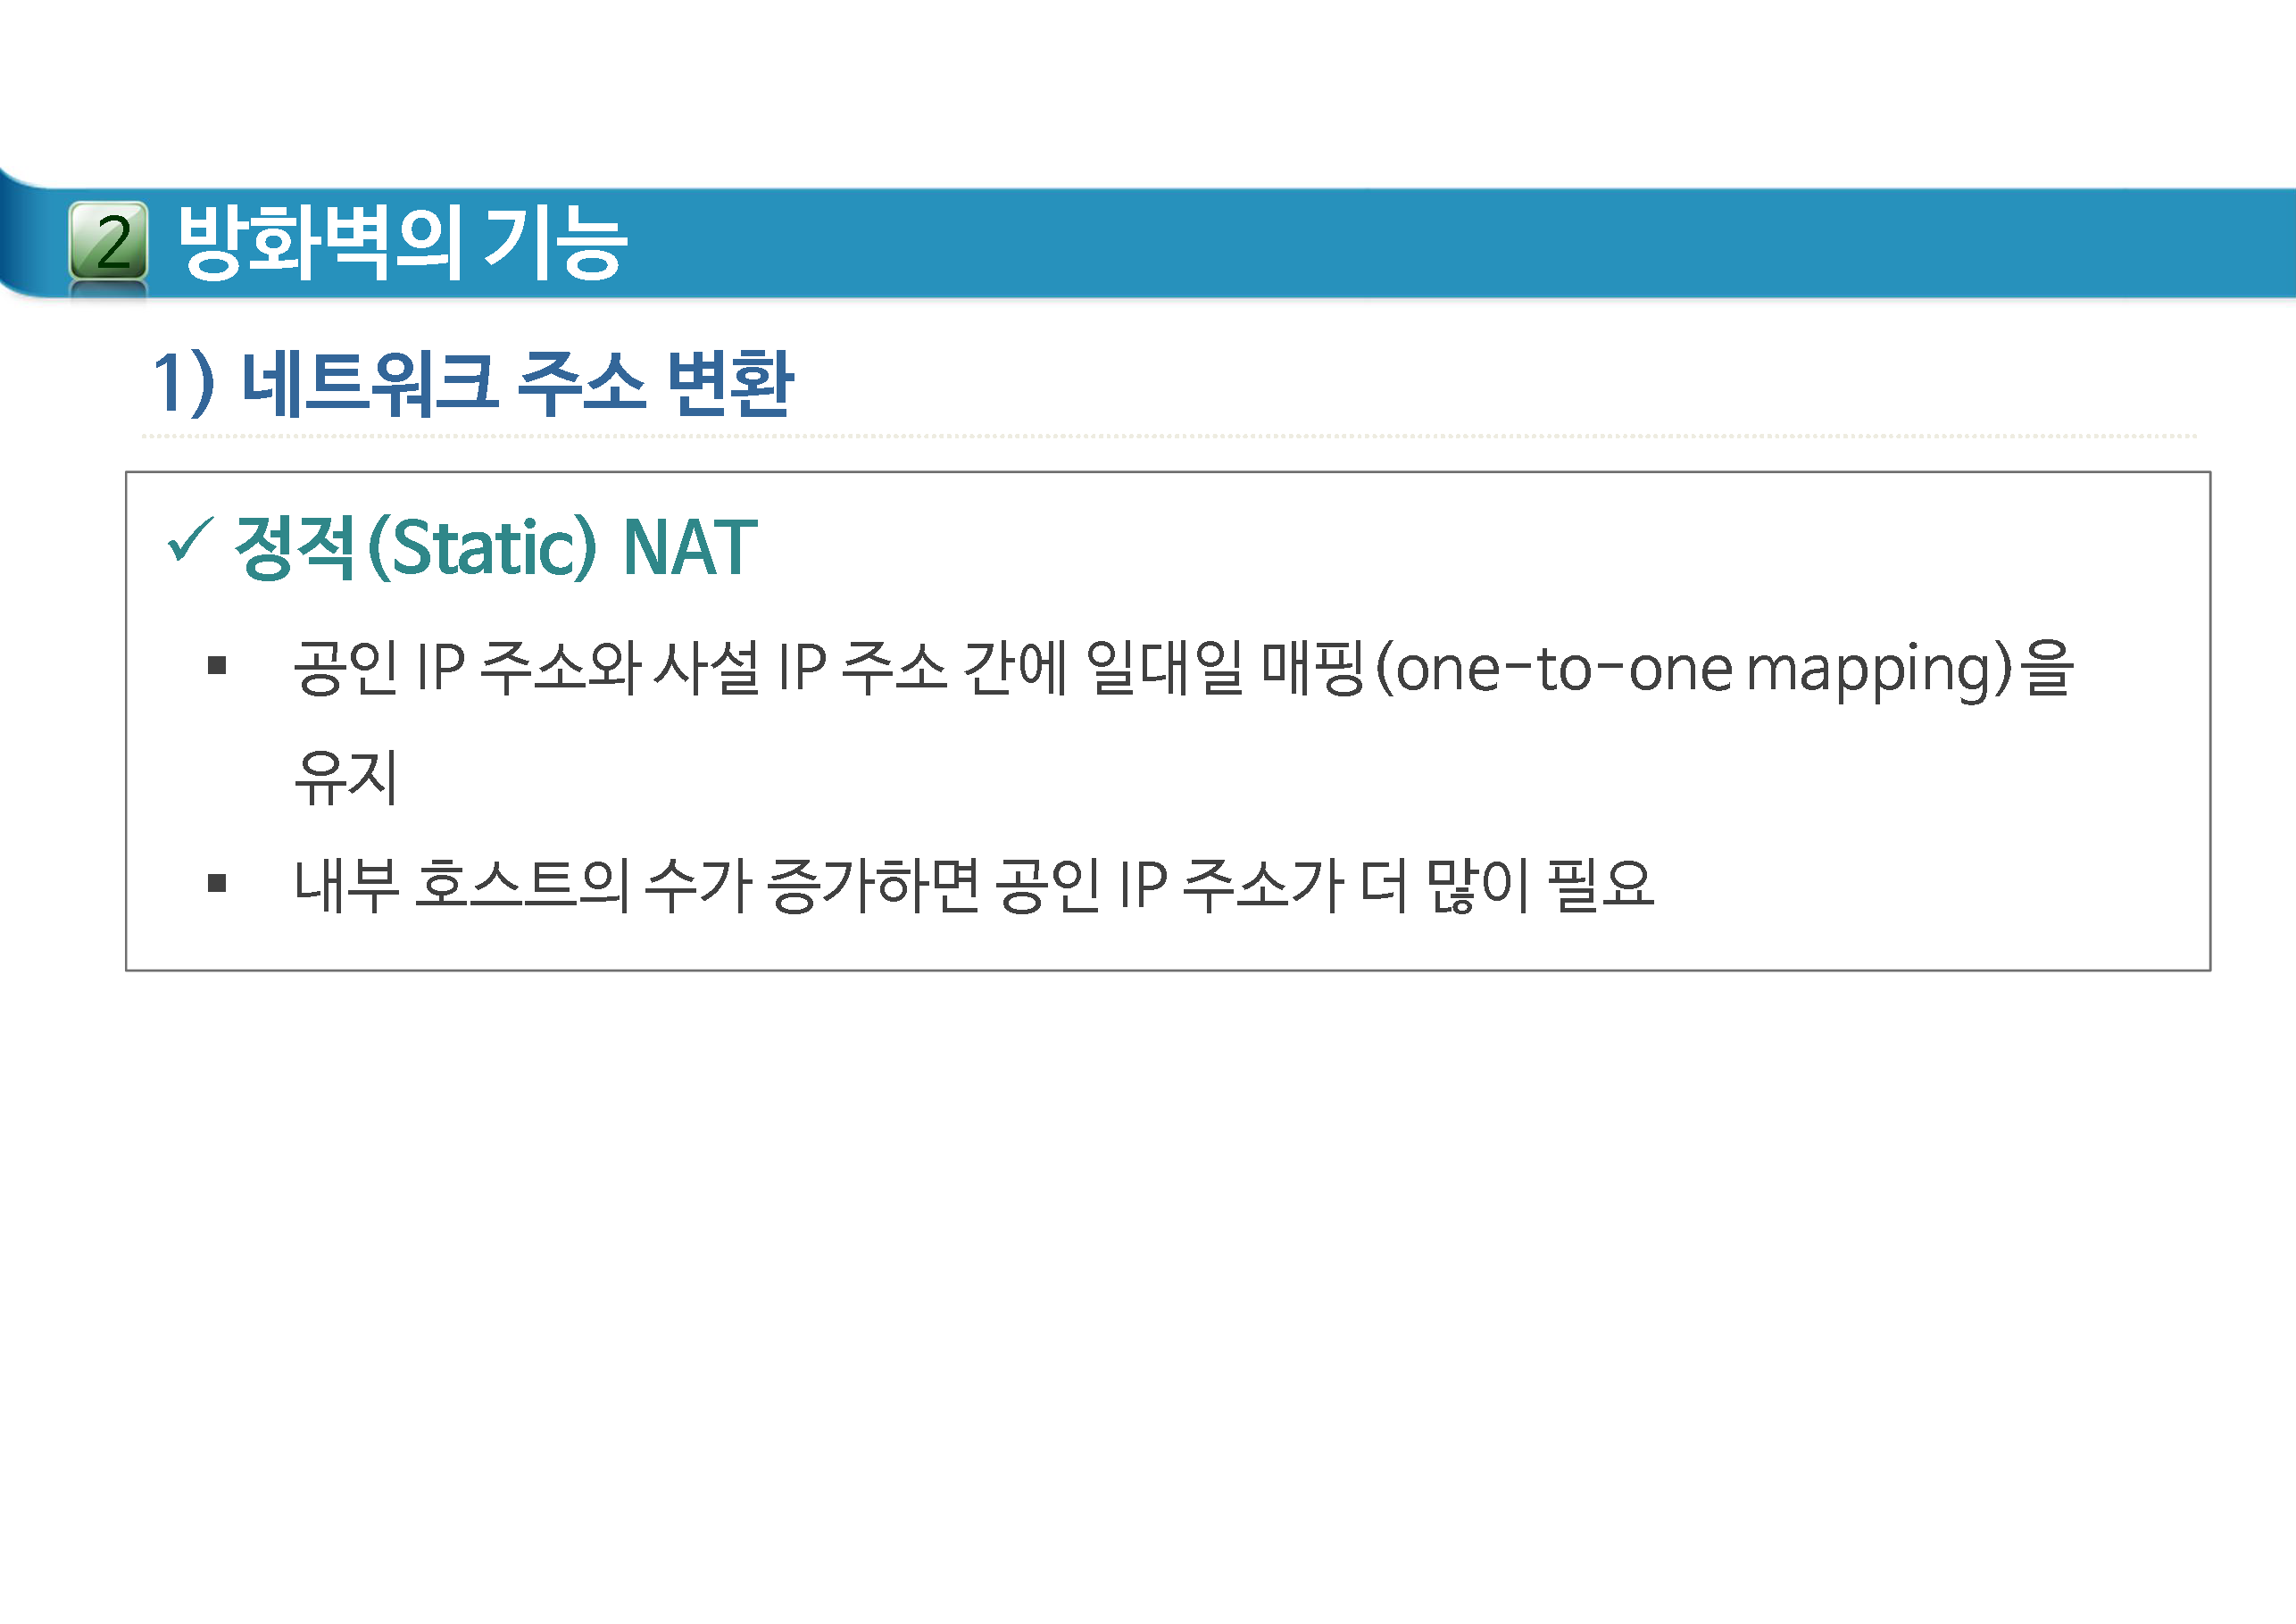 2 방화벽의 기능
1) 네트워크 주소 변환
✓ 정적(Static) NAT
▪ 공인 IP 주소와 사설 IP 주소 간에 일대일 매핑(one-to-one mapping)을
유지
▪ 내부 호스트의 수가 증가하면 공인 IP 주소가 더 많이 필요